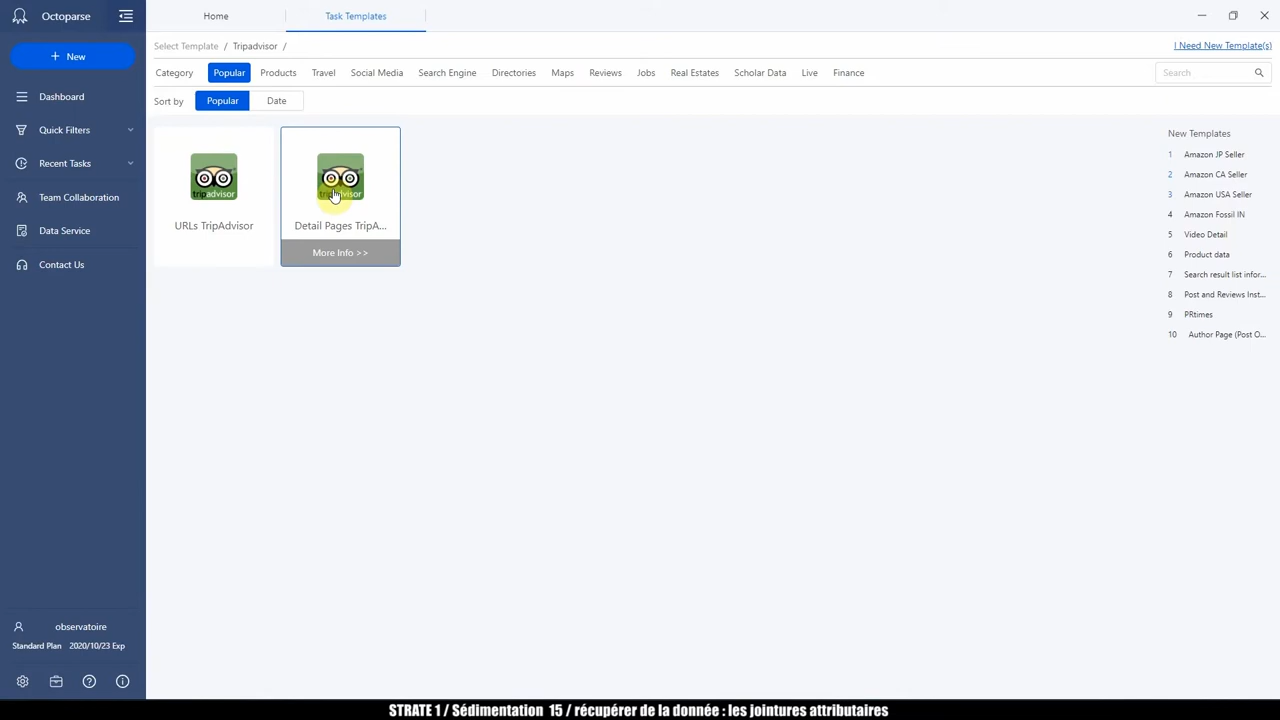 Octoparse
Home
Task Templates
New
Select Template / Tripadvisor /
I Need New Template(s)
Category Popular Products Travel Social Media Search Engine Directories Maps Reviews Jobs Real Estates Scholar Data Live Finance
Search
Sort by Popular Date
Dashboard
Quick Filters
Recent Tasks
Team Collaboration
Data Service
Contact Us
tripadvisor
URLs TripAdvisor
tripadvisor
Detail Pages TripA...
More Info >>
New Templates
1 Amazon JP Seller
2 Amazon CA Seller
3 Amazon USA Seller
4 Amazon Fossil IN
5 Video Detail
6 Product data
7 Search result list infor...
8 Post and Reviews Inst...
9 PRtimes
10 Author Page (Post O...
observatoire
Standard Plan 2020/10/23 Exp
STRATE 1 / Sédimentation 15 / récupérer de la donnée : les jointures attributaires